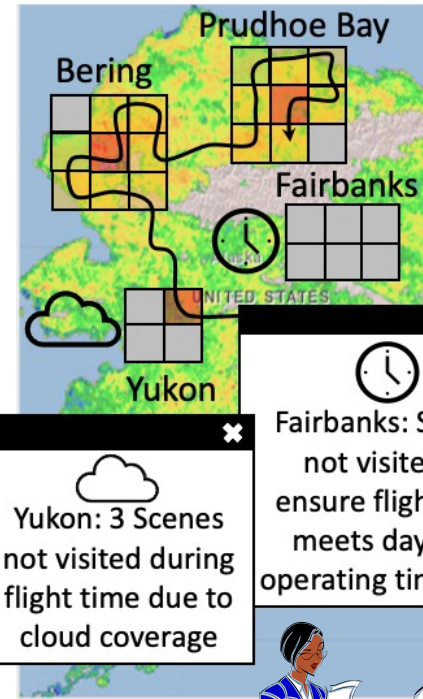 Prudhoe Bay
Bering
Fairbanks
UNITED STATES
Yukon
Fairbanks: S
not visite
ensure fligh
meets day
operating tin
Yukon: 3 Scenes
not visited during
flight time due to
cloud coverage